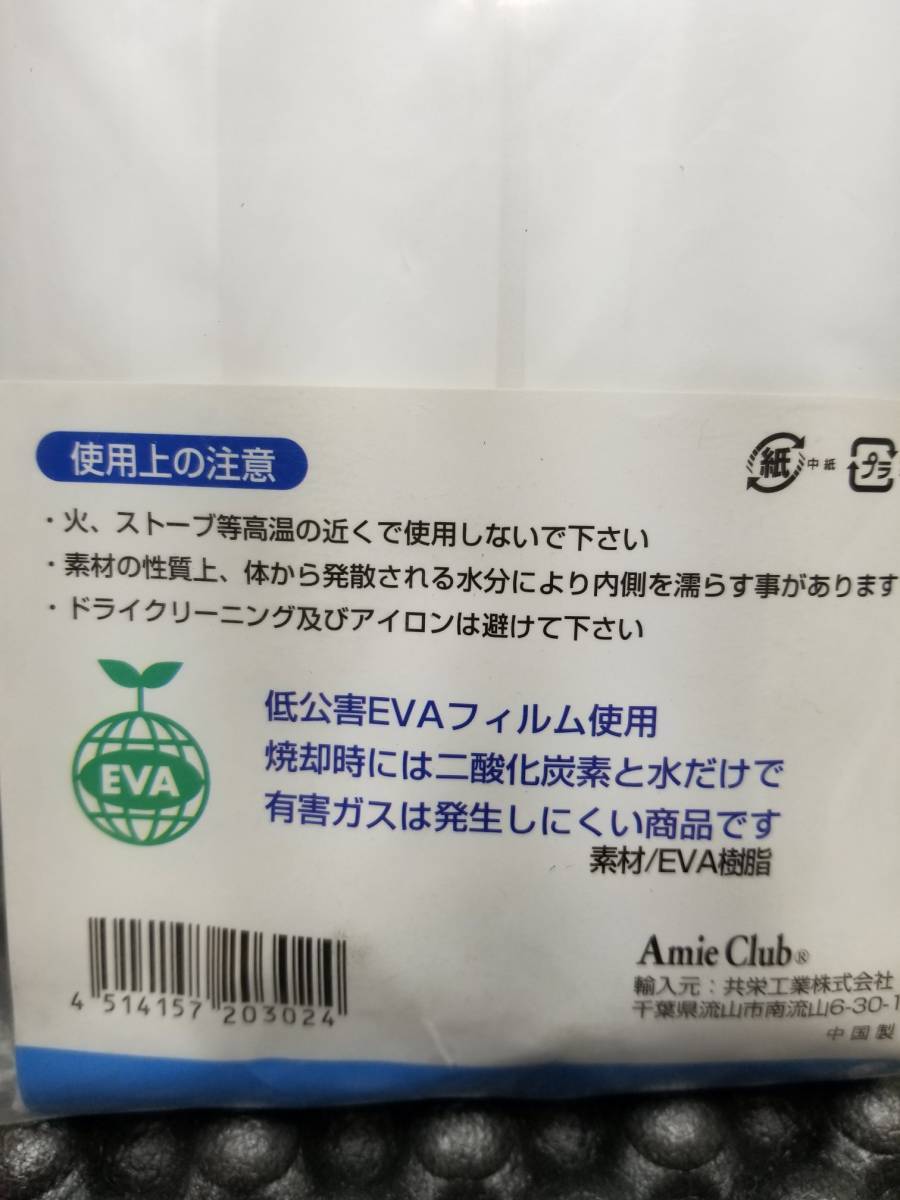 使用上の注意
紙 中紙 プラ
・火、ストーブ等高温の近くで使用しないで下さい
・素材の性質上、体から発散される水分により内側を濡らす事があります
・ドライクリーニング及びアイロンは避けて下さい
EVA
低公害EVAフィルム使用
焼却時には二酸化炭素と水だけで
有害ガスは発生しにくい商品です
素材/EVA樹脂
4 514157 203024
Amie Club®
輸入元：共栄工業株式会社
千葉県流山市南流山6-30-1
中国製